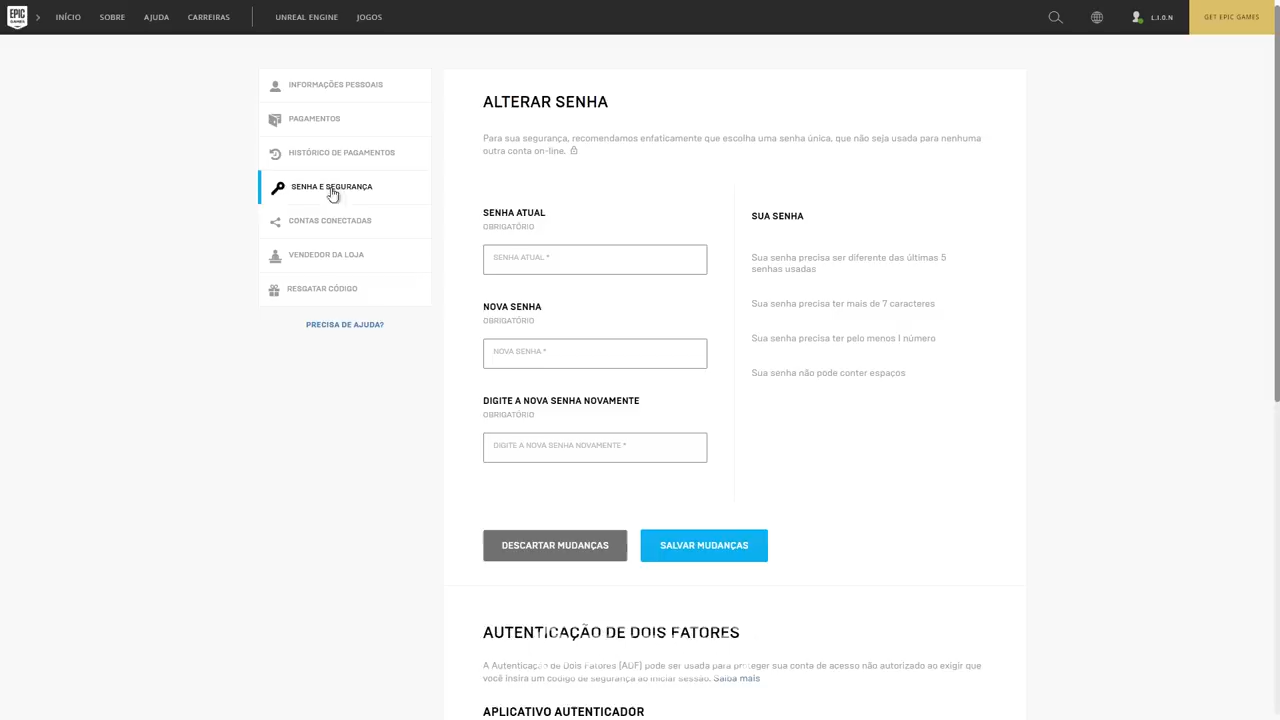 EPIC GAMES
INÍCIO SOBRE AJUDA CARREIRAS UNREAL ENGINE JOGOS L.I.O.N GET EPIC GAMES
INFORMAÇÕES PESSOAIS
PAGAMENTOS
HISTÓRICO DE PAGAMENTOS
SENHA E SEGURANÇA
CONTAS CONECTADAS
VENDEDOR DA LOJA
RESGATAR CÓDIGO
PRECISA DE AJUDA?
ALTERAR SENHA
Para sua segurança, recomendamos enfaticamente que escolha uma senha única, que não seja usada para nenhuma
outra conta on-line.
SENHA ATUAL
OBRIGATÓRIO
SENHA ATUAL *
NOVA SENHA
OBRIGATÓRIO
NOVA SENHA *
DIGITE A NOVA SENHA NOVAMENTE
OBRIGATÓRIO
DIGITE A NOVA SENHA NOVAMENTE *
SUA SENHA
Sua senha precisa ser diferente das últimas 5
senhas usadas
Sua senha precisa ter mais de 7 caracteres
Sua senha precisa ter pelo menos 1 número
Sua senha não pode conter espaços
DESCARTAR MUDANÇAS SALVAR MUDANÇAS
AUTENTICAÇÃO DE DOIS FATORES
A Autenticação de Dois Fatores (ADF) pode ser usada para proteger sua conta de acesso não autorizado ao exigir que
você insira um código de segurança ao iniciar sessão. Saiba mais
APLICATIVO AUTENTICADOR